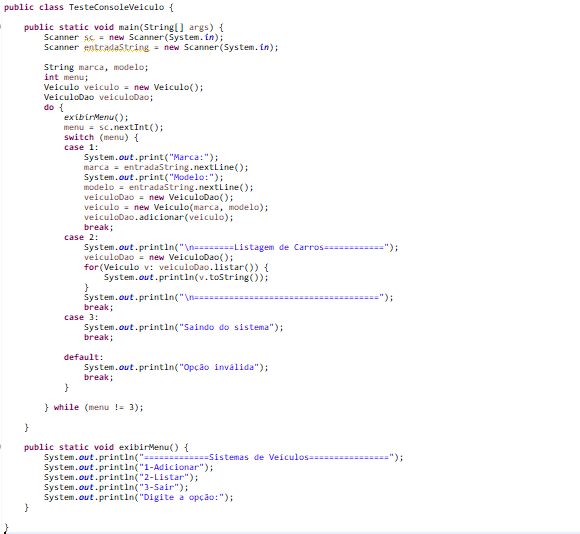 public class TesteConsoleVeiculo {
public static void main(String[] args) {
Scanner sc = new Scanner(System.in);
Scanner entradaString = new Scanner(System.in);
String marca, modelo;
int menu;
Veiculo veiculo = new Veiculo();
VeiculoDao veiculoDao;
do {
exibirMenu();
menu = sc.nextInt();
switch (menu) {
case 1:
System.out.print("Marca:");
marca = entradaString.nextLine();
System.out.print("Modelo:");
modelo = entradaString.nextLine();
veiculoDao = new VeiculoDao();
veiculo = new Veiculo(marca, modelo);
veiculoDao.adicionar(veiculo);
break;
case 2:
System.out.println("\n========Listagem de Carros============");
veiculoDao = new VeiculoDao();
for(Veiculo v: veiculoDao.listar()) {
System.out.println(v.toString());
}
System.out.println("\n=====================================");
break;
case 3:
System.out.println("Saindo do sistema");
break;
default:
System.out.println("Opção inválida");
break;
}
} while (menu != 3);
}
public static void exibirMenu() {
System.out.println("=============Sistemas de Veiculos================");
System.out.println("1-Adicionar");
System.out.println("2-Listar");
System.out.println("3-Sair");
System.out.println("Digite a opcão:");
}
}